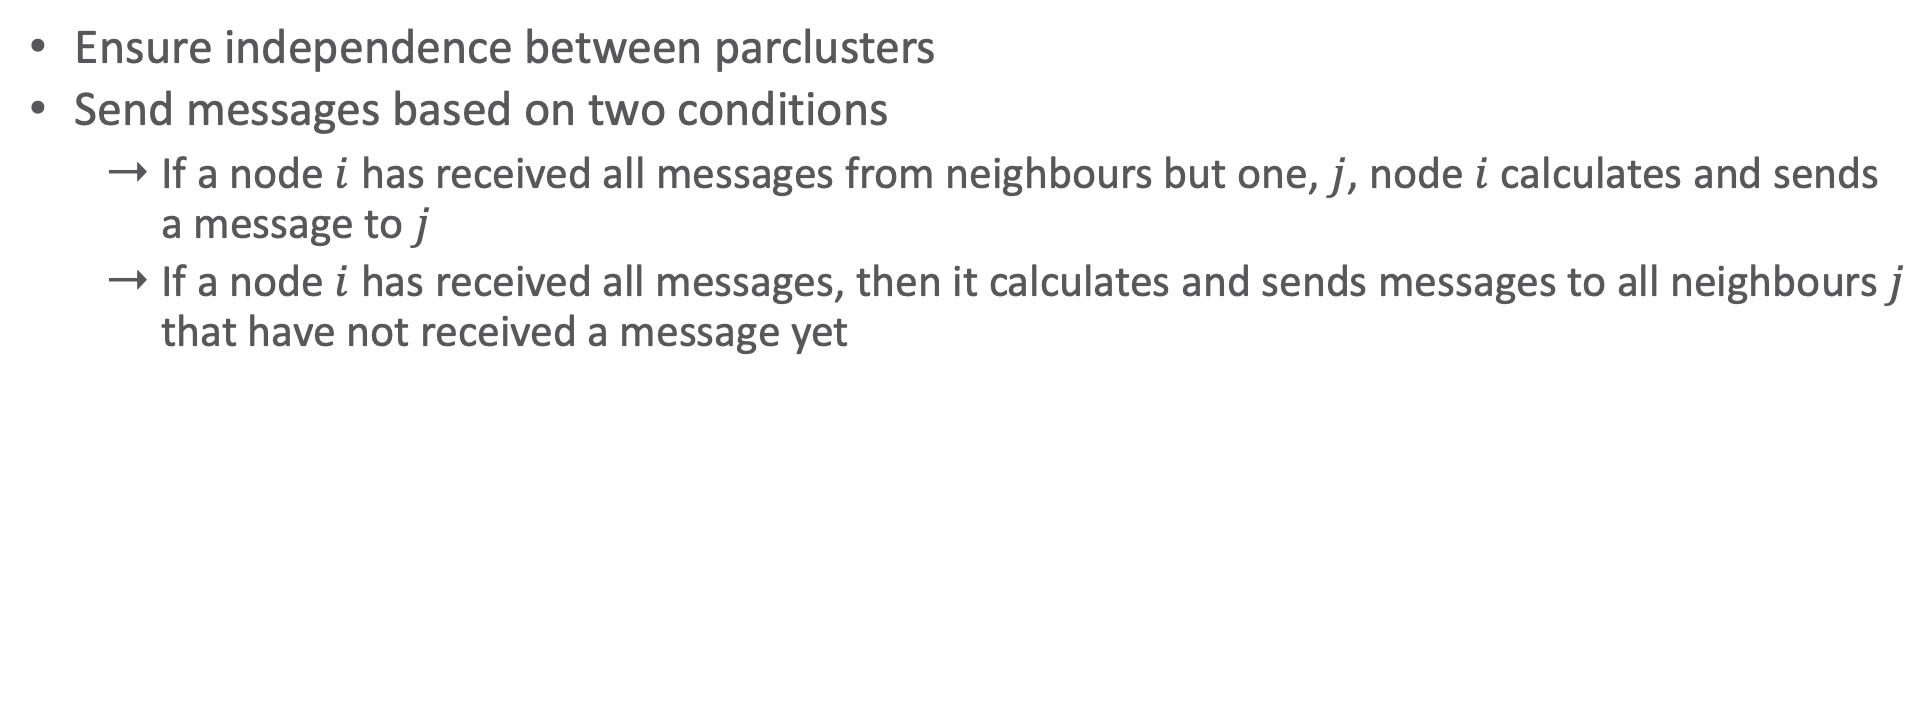 • Ensure independence between parclusters
• Send messages based on two conditions
→ If a node i has received all messages from neighbours but one, j, node i calculates and sends
a message to j
→ If a node i has received all messages, then it calculates and sends messages to all neighbours j
that have not received a message yet